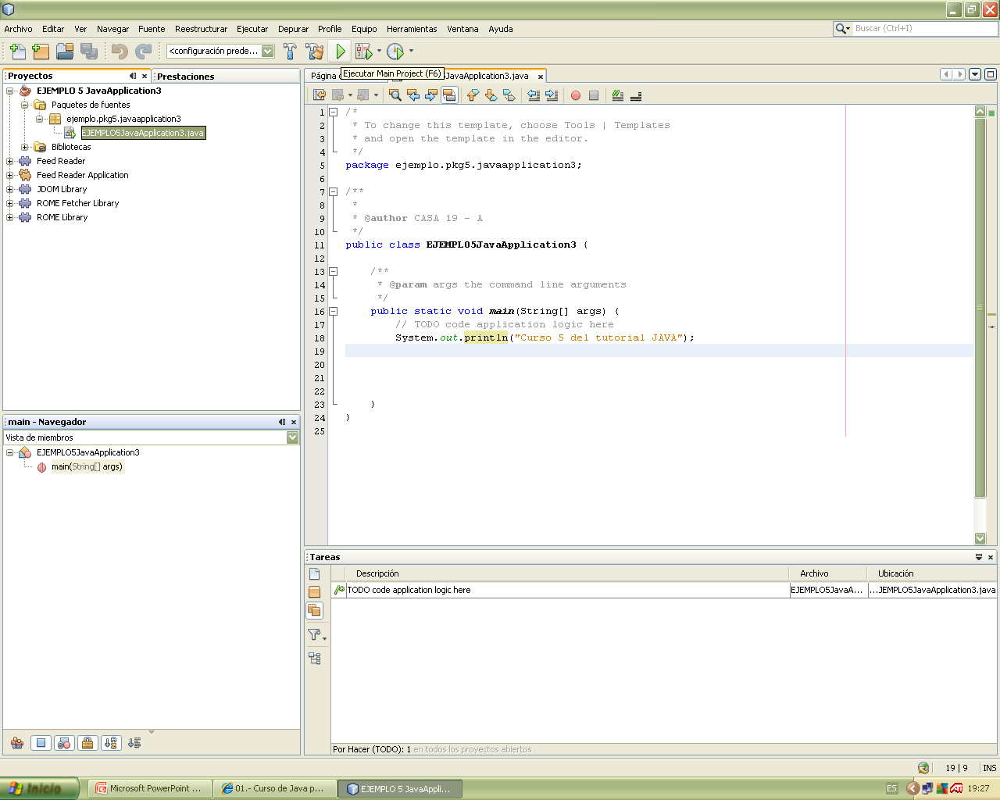 Archivo Editar Ver Navegar Fuente Reestructurar Ejecutar Depurar Profile Equipo Herramientas Ventana Ayuda
Buscar (Ctrl+I)
<configuración prede...
Proyectos
Prestaciones
EJEMPLO 5 JavaApplication3
Paquetes de fuentes
ejemplo.pkg5.javaapplication3
EJEMPLO5JavaApplication3.java
Bibliotecas
Feed Reader
Feed Reader Application
JDOM Library
ROME Fetcher Library
ROME Library
main - Navegador
Vista de miembros
EJEMPLO5JavaApplication3
main(String[] args)
Página
Ejecutar Main Project (F6)
JavaApplication3.java
1 /*
2 * To change this template, choose Tools | Templates
3 * and open the template in the editor.
4 */
5 package ejemplo.pkg5.javaapplication3;
6
7 /**
8 *
9 * @author CASA 19 - A
10 */
11 public class EJEMPLO5JavaApplication3 {
12
13 /**
14 * @param args the command line arguments
15 */
16 public static void main(String[] args) {
17 // TODO code application logic here
18 System.out.println("Curso 5 del tutorial JAVA");
19
20
21
22
23 }
24 }
25
Tareas
Descripción Archivo Ubicación
TODO code application logic here EJEMPLO5JavaA... ...JEMPLO5JavaApplication3.java
Por Hacer (TODO): 1 en todos los proyectos abiertos
19 | 9 INS
Inicio Microsoft PowerPoint ... 01.- Curso de Java p... EJEMPLO 5 JavaAppli... ES 19:27